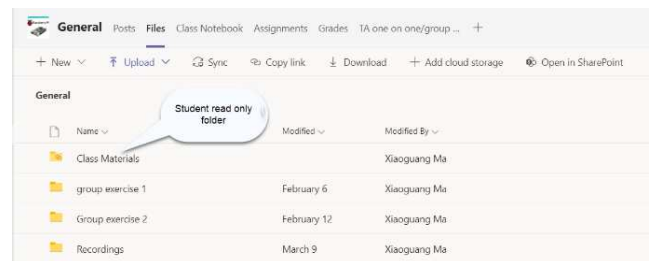 General Posts Files Class Notebook Assignments Grades TA one on one/group ... +
+ New Upload Sync Copy link Download + Add cloud storage Open in SharePoint
General
Student read only
folder
Name Modified Modified By
Class Materials Xiaoguang Ma
group exercise 1 February 6 Xiaoguang Ma
Group exercise 2 February 12 Xiaoguang Ma
Recordings March 9 Xiaoguang Ma